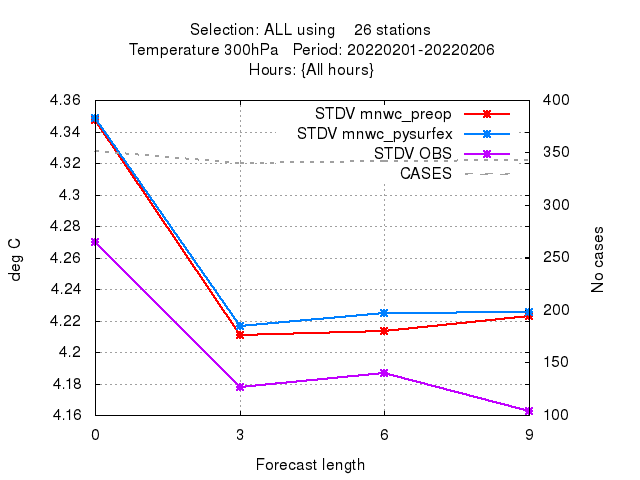 Selection: ALL using    26 stations
Temperature 300hPa   Period: 20220201-20220206
Hours: {All hours}
STDV mnwc_preop
STDV mnwc_pysurfex
STDV OBS
CASES
4.36
4.34
4.32
4.3
4.28
4.26
4.24
4.22
4.2
4.18
4.16
400
350
300
250
200
150
100
deg C
No cases
0 3 6 9
Forecast length